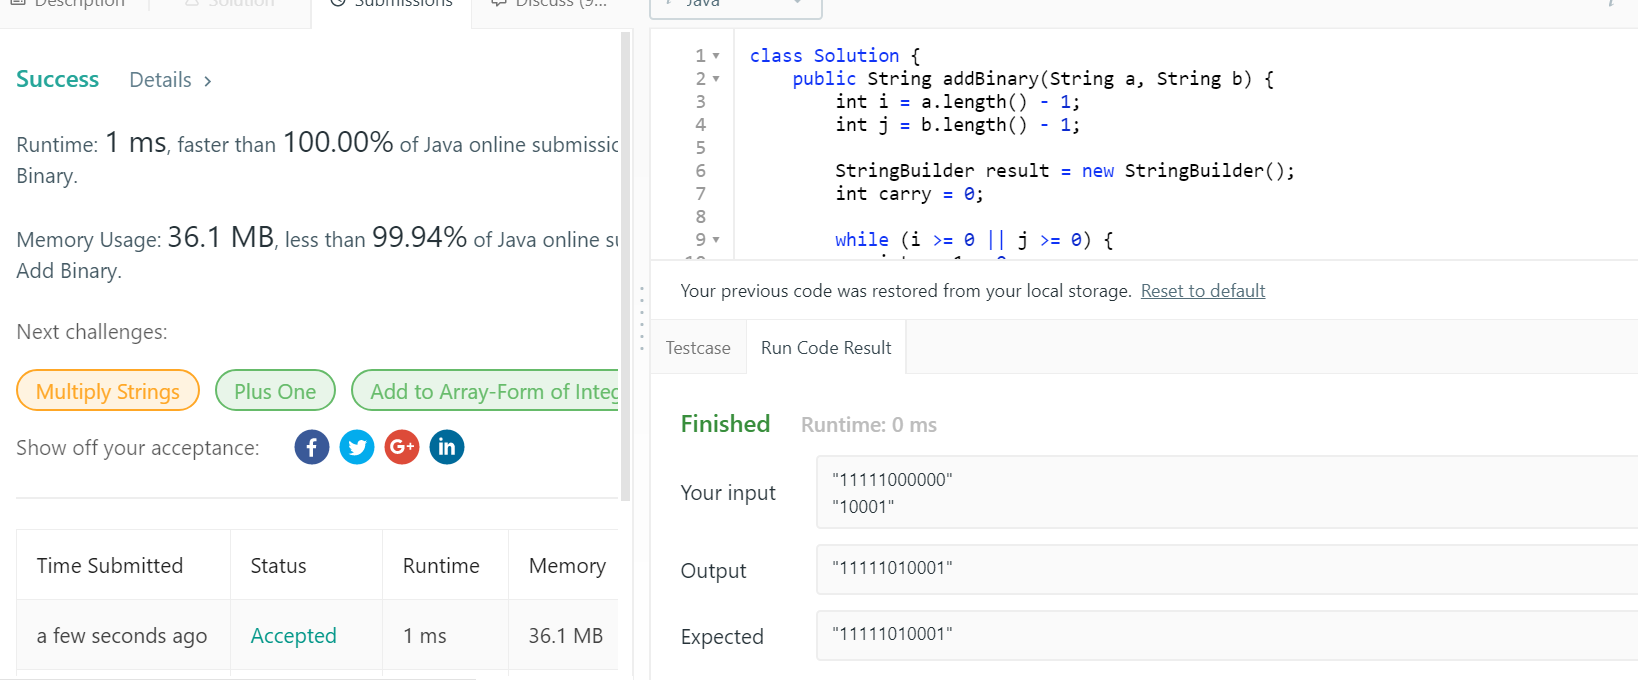 Description
Solution
Submissions
Discuss (9...
Java
Success Details >
Runtime: 1 ms, faster than 100.00% of Java online
Binary.
Memory Usage: 36.1 MB, less than 99.94% of Java online
Add Binary.
Next challenges:
Multiply Strings
Plus One
Add to Array-Form of
Show off your acceptance:
f
G+
in
Time Submitted Status Runtime Memory
a few seconds ago Accepted 1 ms 36.1 MB
1 class Solution {
2 public String addBinary(String a, String b) {
3 int i = a.length() - 1;
4 int j = b.length() - 1;
5
6 StringBuilder result = new StringBuilder();
7 int carry = 0;
8
9 while (i >= 0 || j >= 0) {
Your previous code was restored from your local storage. Reset to default
Testcase Run Code Result
Finished Runtime: 0 ms
Your input
"11111000000"
"10001"
Output
"11111010001"
Expected
"11111010001"